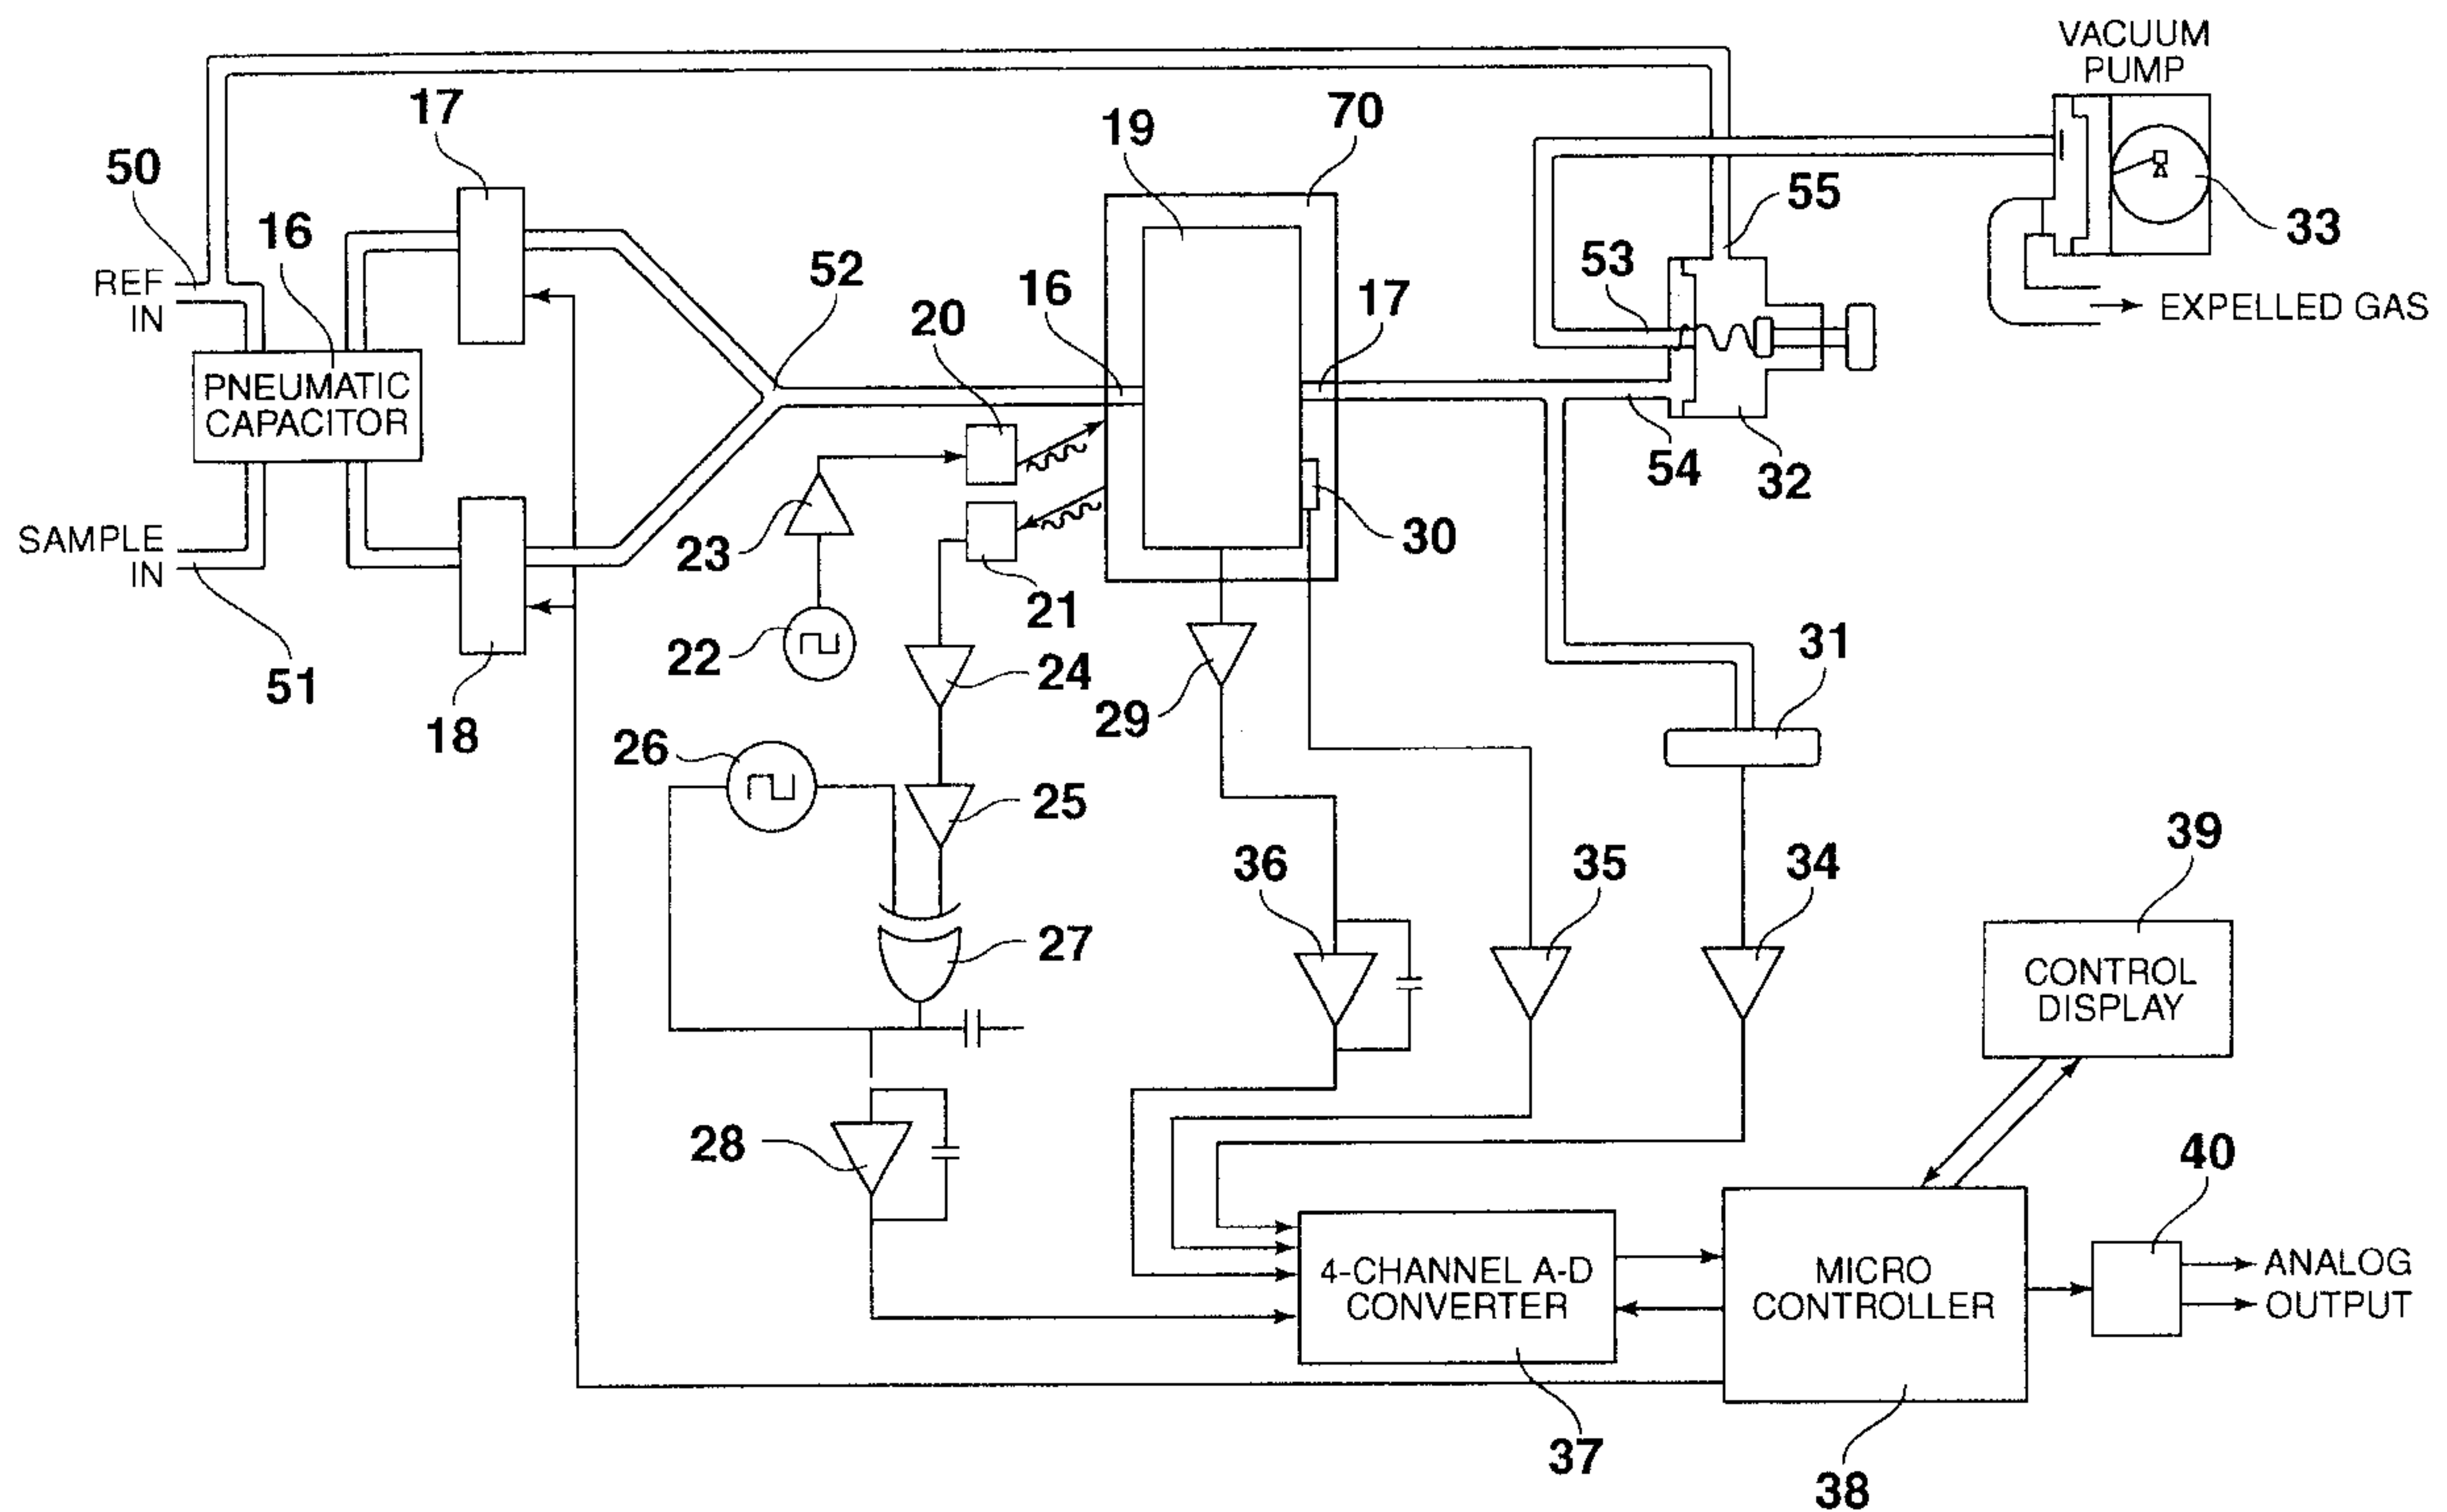 VACUUM
PUMP
17
70
19
50
55
33
16
53
52
REF
IN
16
17
20
EXPELLED GAS
PNEUMATIC
CAPACITOR
54
32
30
23
SAMPLE
IN
21
31
22
24
51
29
18
26
25
39
36
35
34
27
CONTROL
DISPLAY
28
40
4-CHANNEL A-D
CONVERTER
MICRO
CONTROLLER
ANALOG
OUTPUT
37
38